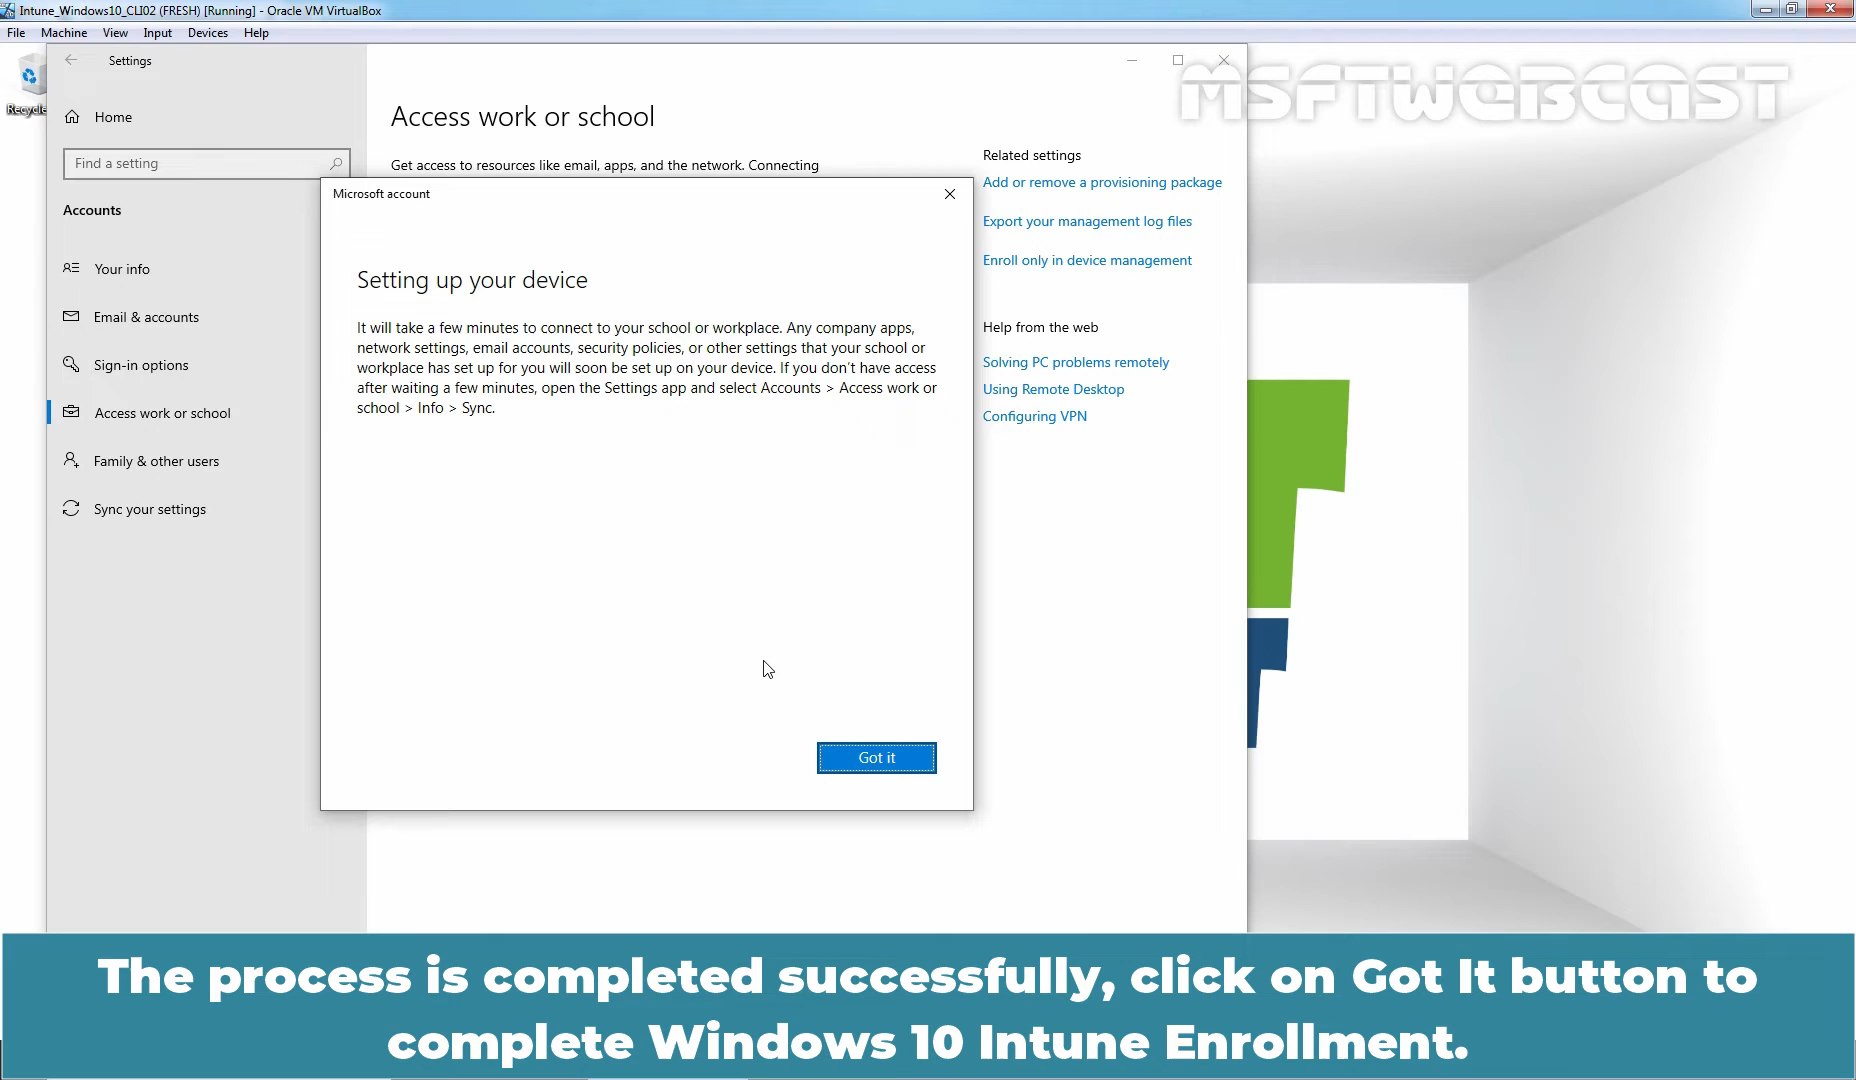 Intune_Windows10_CLI02 (FRESH) [Running] - Oracle VM VirtualBox
File Machine View Input Devices Help
Recycle
Settings
Home
Find a setting
Accounts
Your info
Email & accounts
Sign-in options
Access work or school
Family & other users
Sync your settings
Access work or school
Get access to resources like email, apps, and the network. Connecting
Microsoft account
Setting up your device
It will take a few minutes to connect to your school or workplace. Any company apps,
network settings, email accounts, security policies, or other settings that your school or
workplace has set up for you will soon be set up on your device. If you don't have access
after waiting a few minutes, open the Settings app and select Accounts > Access work or
school > Info > Sync.
Got it
Related settings
Add or remove a provisioning package
Export your management log files
Enroll only in device management
Help from the web
Solving PC problems remotely
Using Remote Desktop
Configuring VPN
MSFTWEBCAST
The process is completed successfully, click on Got It button to
complete Windows 10 Intune Enrollment.